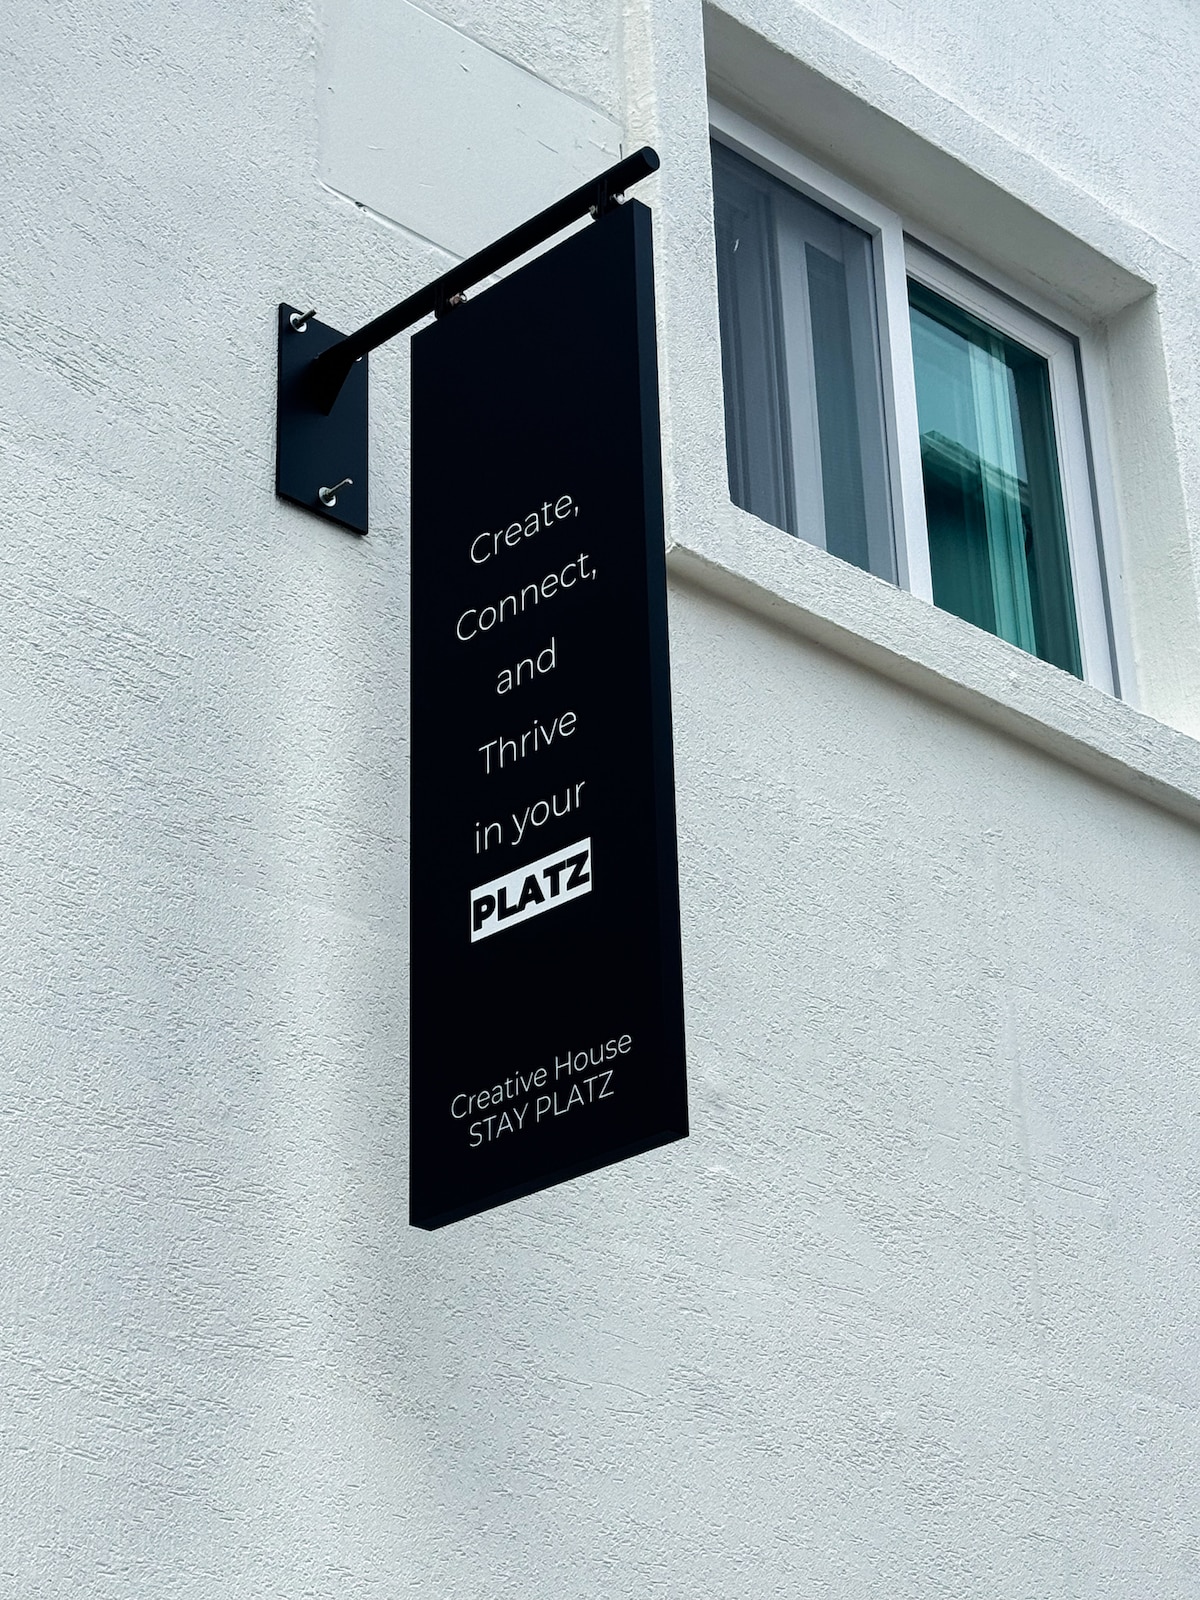 Create,
Connect,
and
Thrive
in your
PLATZ
Creative House
STAY PLATZ